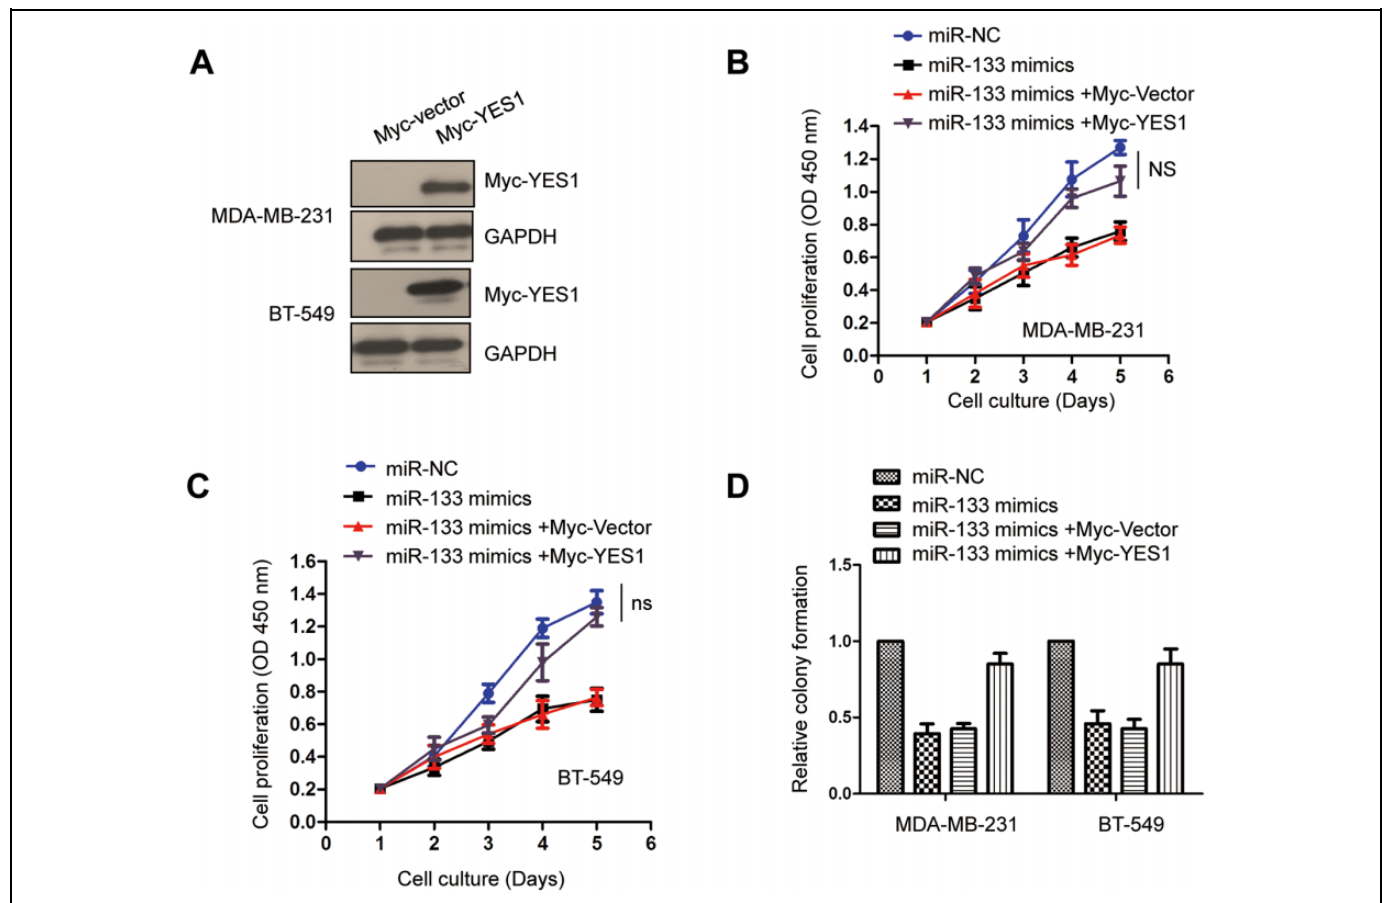 A
Myc-vector
Myc-YES1
MDA-MB-231
Myc-YES1
GAPDH
BT-549
Myc-YES1
GAPDH
B
miR-NC
miR-133 mimics
miR-133 mimics +Myc-Vector
miR-133 mimics +Myc-YES1
Cell proliferation (OD 450 nm)
1.4
1.2
1.0
0.8
0.6
0.4
0.2
0.0
NS
MDA-MB-231
0 1 2 3 4 5 6
Cell culture (Days)
C
miR-NC
miR-133 mimics
miR-133 mimics +Myc-Vector
miR-133 mimics +Myc-YES1
Cell proliferation (OD 450 nm)
1.6
1.4
1.2
1.0
0.8
0.6
0.4
0.2
0.0
ns
BT-549
0 1 2 3 4 5 6
Cell culture (Days)
D
miR-NC
miR-133 mimics
miR-133 mimics +Myc-Vector
miR-133 mimics +Myc-YES1
Relative colony formation
1.5
1.0
0.5
0.0
MDA-MB-231 BT-549